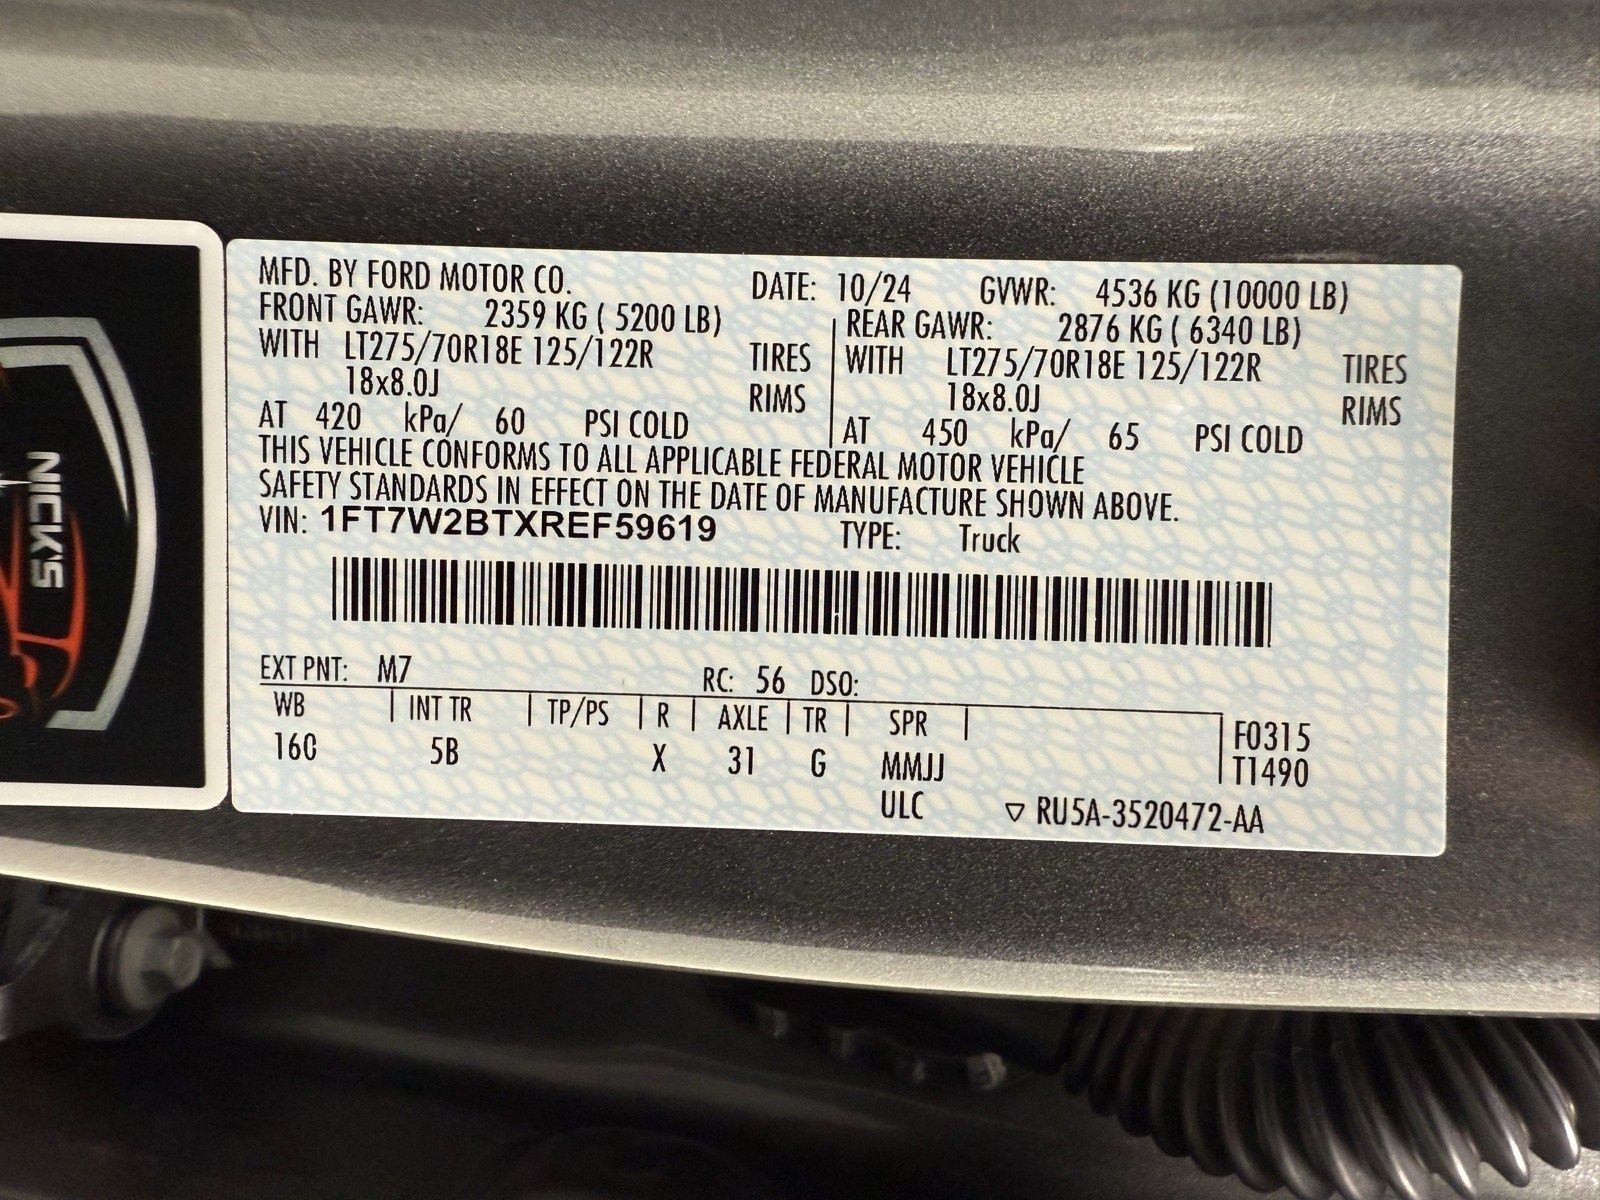 NICK'S
MFD. BY FORD MOTOR CO. DATE: 10/24 GVWR: 4536 KG (10000 LB)
FRONT GAWR: 2359 KG ( 5200 LB) REAR GAWR: 2876 KG ( 6340 LB)
WITH LT275/70R18E 125/122R TIRES WITH LT275/70R18E 125/122R TIRES
18x8.0J RIMS 18x8.0J RIMS
AT 420 kPa/ 60 PSI COLD AT 450 kPa/ 65 PSI COLD
THIS VEHICLE CONFORMS TO ALL APPLICABLE FEDERAL MOTOR VEHICLE
SAFETY STANDARDS IN EFFECT ON THE DATE OF MANUFACTURE SHOWN ABOVE.
VIN: 1FT7W2BTXREF59619 TYPE: Truck
EXT PNT: M7 RC: 56 DSO:
WB INT TR TP/PS R AXLE TR SPR F0315
160 5B X 31 G MMJJ T1490
ULC ▽ RU5A-3520472-AA